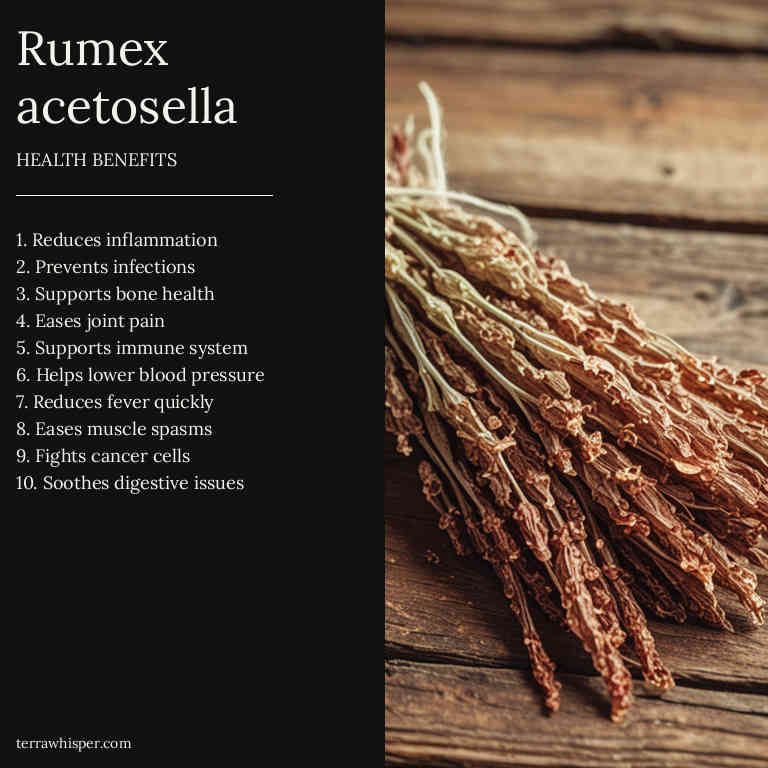 Rumex
acetosella
HEALTH BENEFITS
1. Reduces inflammation
2. Prevents infections
3. Supports bone health
4. Eases joint pain
5. Supports immune system
6. Helps lower blood pressure
7. Reduces fever quickly
8. Eases muscle spasms
9. Fights cancer cells
10. Soothes digestive issues
terrawhisper.com